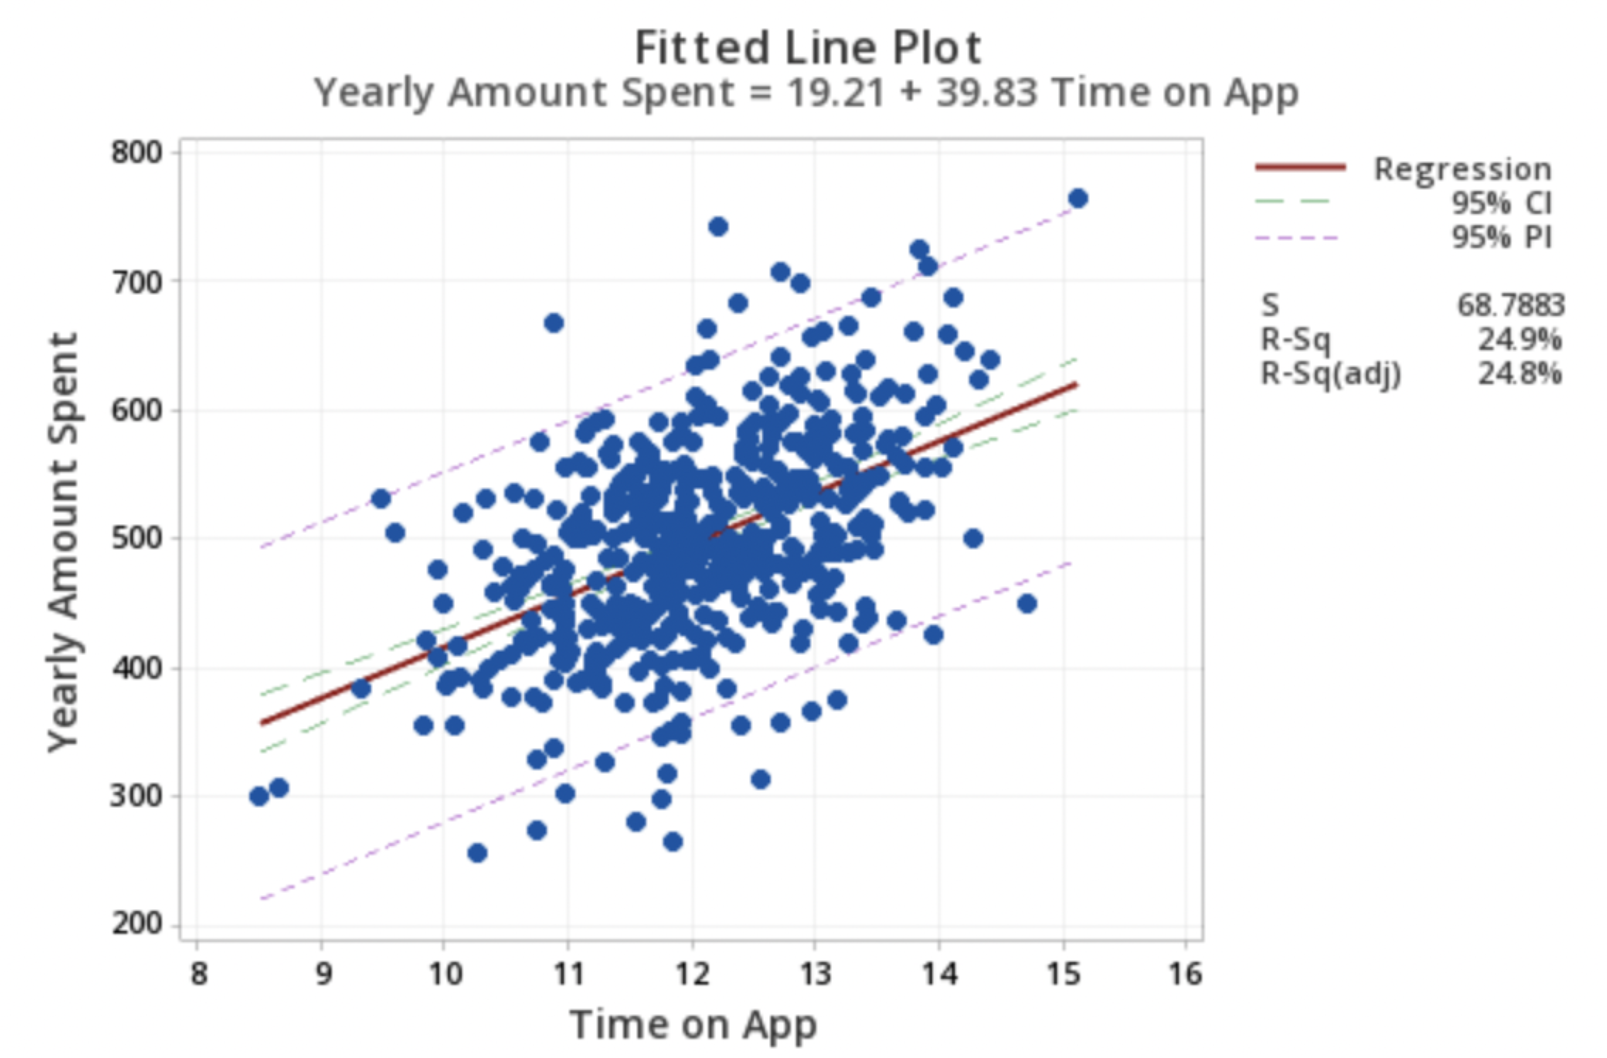 Fitted Line Plot
Yearly Amount Spent = 19.21 + 39.83 Time on App
800
700
600
500
400
300
200
Yearly Amount Spent
8 9 10 11 12 13 14 15 16
Time on App
Regression
95% CI
95% PI
S 68.7883
R-Sq 24.9%
R-Sq(adj) 24.8%